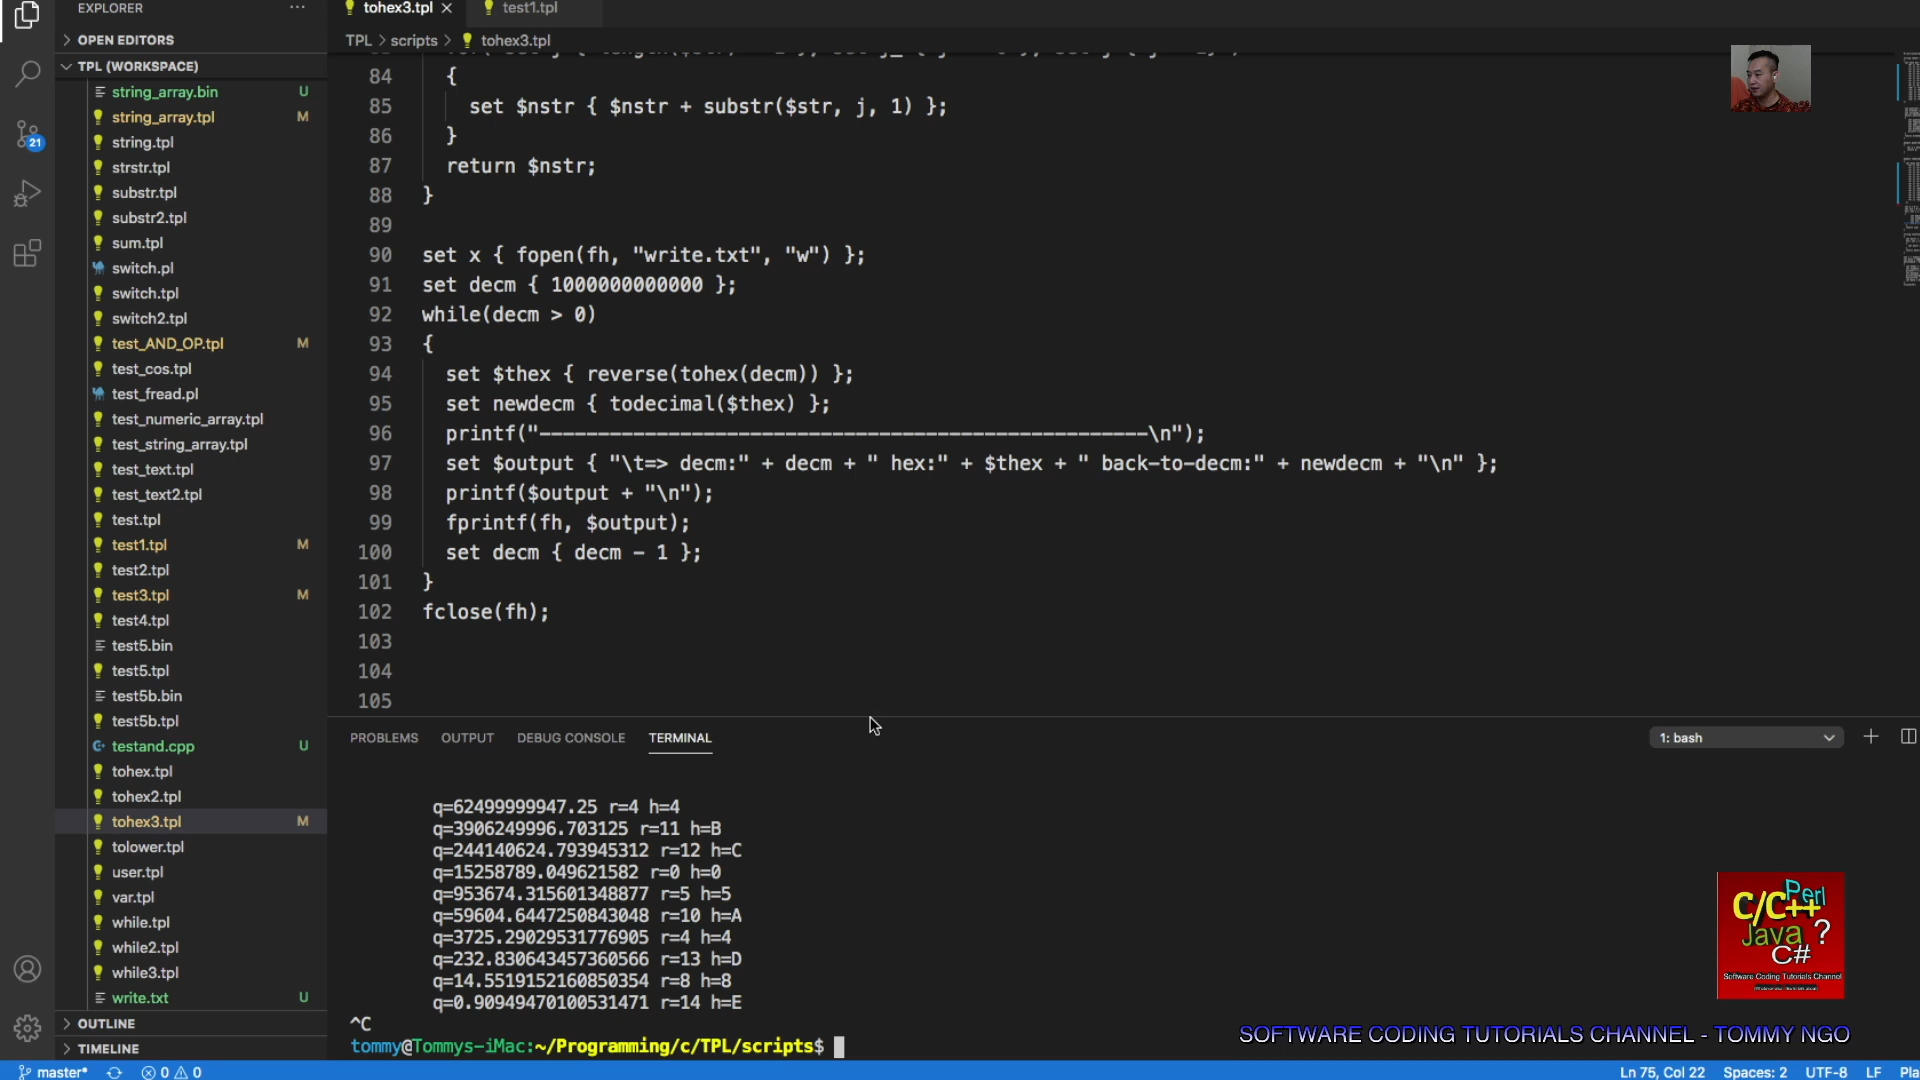 EXPLORER
OPEN EDITORS
TPL (WORKSPACE)
string_array.bin U
string_array.tpl M
string.tpl
strstr.tpl
substr.tpl
substr2.tpl
sum.tpl
switch.pl
switch.tpl
switch2.tpl
test_AND_OP.tpl M
test_cos.tpl
test_fread.pl
test_numeric_array.tpl
test_string_array.tpl
test_text.tpl
test_text2.tpl
test.tpl
test1.tpl M
test2.tpl
test3.tpl M
test4.tpl
test5.bin
test5.tpl
test5b.bin
test5b.tpl
testand.cpp U
tohex.tpl
tohex2.tpl
tohex3.tpl M
tolower.tpl
user.tpl
var.tpl
while.tpl
while2.tpl
while3.tpl
write.txt U
OUTLINE
TIMELINE
21
tohex3.tpl
test1.tpl
TPL > scripts > tohex3.tpl
84 {
85 set $nstr { $nstr + substr($str, j, 1) };
86 }
87 return $nstr;
88 }
89
90 set x { fopen(fh, "write.txt", "w") };
91 set decm { 1000000000000 };
92 while(decm > 0)
93 {
94 set $thex { reverse(tohex(decm)) };
95 set newdecm { todecimal($thex) };
96 printf("----------------------------------------------------\n");
97 set $output { "\t=> decm:" + decm + " hex:" + $thex + " back-to-decm:" + newdecm + "\n" };
98 printf($output + "\n");
99 fprintf(fh, $output);
100 set decm { decm - 1 };
101 }
102 fclose(fh);
103
104
105
PROBLEMS OUTPUT DEBUG CONSOLE TERMINAL
1: bash
q=62499999947.25 r=4 h=4
q=3906249996.703125 r=11 h=B
q=244140624.793945312 r=12 h=C
q=15258789.049621582 r=0 h=0
q=953674.315601348877 r=5 h=5
q=59604.6447250843048 r=10 h=A
q=3725.29029531776905 r=4 h=4
q=232.830643457360566 r=13 h=D
q=14.5519152160850354 r=8 h=8
q=0.90949470100531471 r=14 h=E
^C
tommy@Tommys-iMac:~/Programming/c/TPL/scripts$
C/C++ Perl
Java ?
C#
Software Coding Tutorials Channel
SOFTWARE CODING TUTORIALS CHANNEL - TOMMY NGO
master* 0 0
Ln 75, Col 22 Spaces: 2 UTF-8 LF Pla